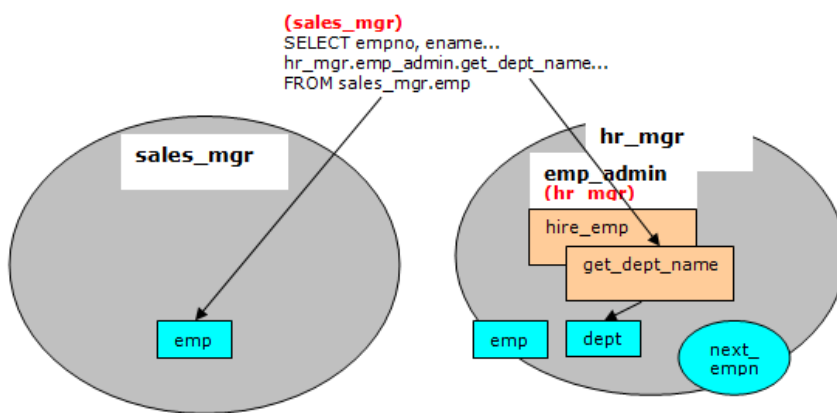 (sales_mgr)
SELECT empno, ename...
hr_mgr.emp_admin.get_dept_name...
FROM sales_mgr.emp
sales_mgr
hr_mgr
emp_admin
(hr_mgr)
hire_emp
get_dept_name
emp
emp
dept
next_
empn